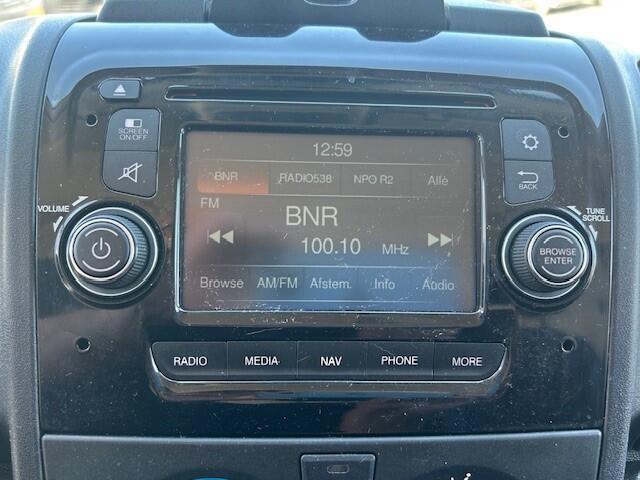 SCREEN
ON/OFF
12:59
BNR RADIO538 NPO R2 Alle
BACK
VOLUME
FM
BNR
TUNE
SCROLL
100.10 MHz
BROWSE
ENTER
Browse AM/FM Afstem. Info Audio
RADIO MEDIA NAV PHONE MORE